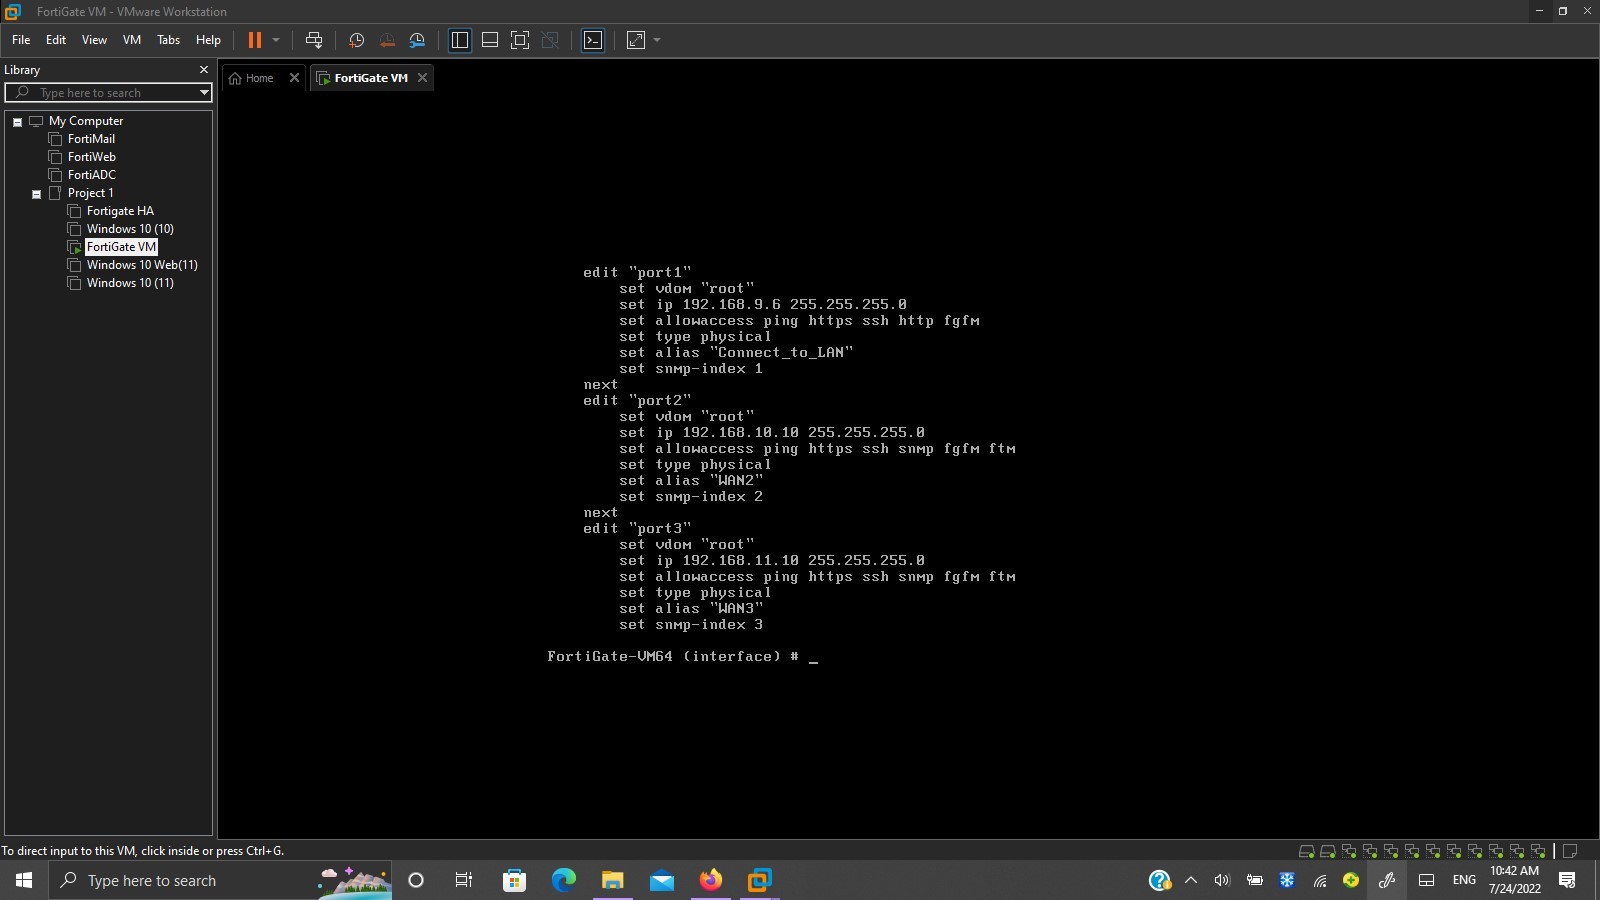 FortiGate VM - VMware Workstation
File Edit View VM Tabs Help
Library
Type here to search
My Computer
FortiMail
FortiWeb
FortiADC
Project 1
Fortigate HA
Windows 10 (10)
FortiGate VM
Windows 10 Web(11)
Windows 10 (11)
Home
FortiGate VM
edit "port1"
set vdom "root"
set ip 192.168.9.6 255.255.255.0
set allowaccess ping https ssh http fgfm
set type physical
set alias "Connect_to_LAN"
set snmp-index 1
next
edit "port2"
set vdom "root"
set ip 192.168.10.10 255.255.255.0
set allowaccess ping https ssh snmp fgfm ftm
set type physical
set alias "WAN2"
set snmp-index 2
next
edit "port3"
set vdom "root"
set ip 192.168.11.10 255.255.255.0
set allowaccess ping https ssh snmp fgfm ftm
set type physical
set alias "WAN3"
set snmp-index 3
FortiGate-VM64 (interface) # _
To direct input to this VM, click inside or press Ctrl+G.
Type here to search
ENG
10:42 AM
7/24/2022